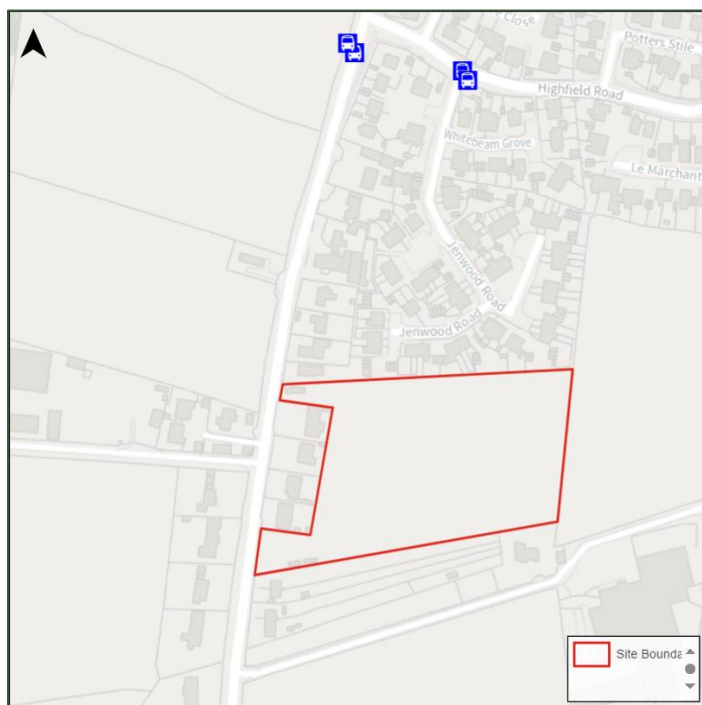 e Close
Potters Stile
Highfield Road
Whitebeam Grove
Le Marchant
Jenwood Road
Jenwood Road
Site Bounda